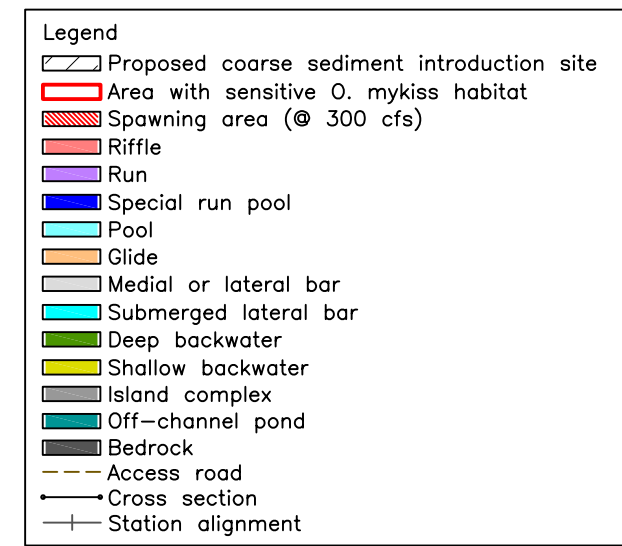 Legend
Proposed coarse sediment introduction site
Area with sensitive O. mykiss habitat
Spawning area (@ 300 cfs)
Riffle
Run
Special run pool
Pool
Glide
Medial or lateral bar
Submerged lateral bar
Deep backwater
Shallow backwater
Island complex
Off-channel pond
Bedrock
Access road
Cross section
Station alignment